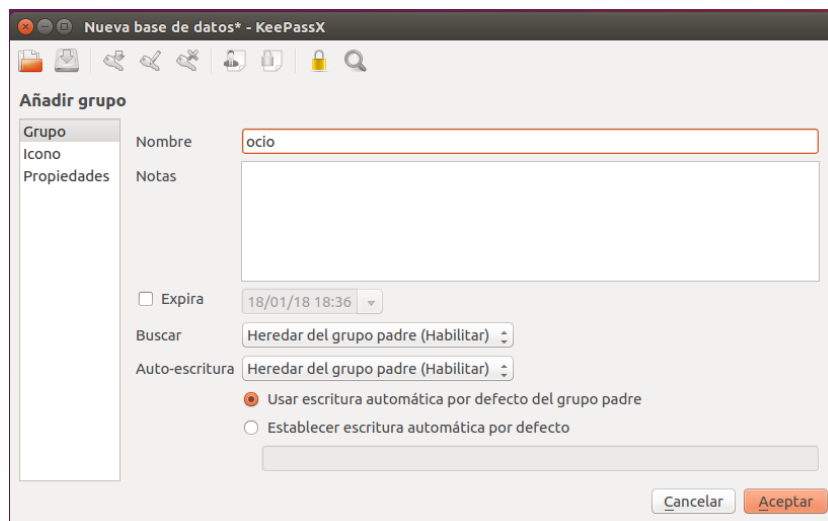 Nueva base de datos* - KeePassX
Añadir grupo
Grupo
Icono
Propiedades
Nombre
ocio
Notas
Expira
18/01/18 18:36
Buscar
Heredar del grupo padre (Habilitar)
Auto-escritura
Heredar del grupo padre (Habilitar)
Usar escritura automática por defecto del grupo padre
Establecer escritura automática por defecto
Cancelar
Aceptar